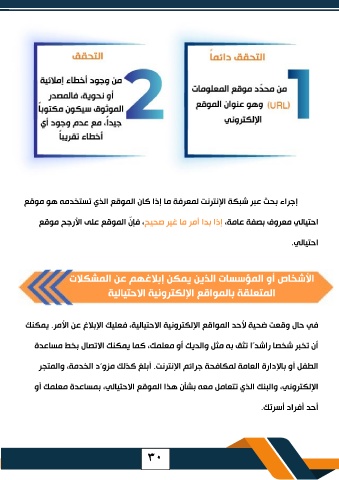 التحقق دائماً
من محدّد موقع المعلومات
(URL) وهو عنوان الموقع
الإلكتروني
1
التحقق
من وجود أخطاء إملائية
أو نحوية، فالمصدر
الموثوق سيكون مكتوباً
جيداً، مع عدم وجود أي
أخطاء تقريباً
2
إجراء بحث عبر شبكة الإنترنت لمعرفة ما إذا كان الموقع الذي تستخدمه هو موقع
احتيالي معروف بصفة عامة، إذا بدا أمر ما غير صحيح، فإنّ الموقع على الأرجح موقع
احتيالي.
الأشخاص أو المؤسسات الذين يمكن إبلاغهم عن المشكلات
المتعلقة بالمواقع الإلكترونية الاحتيالية
في حال وقعت ضحية لأحد المواقع الإلكترونية الاحتيالية، فعليك الإبلاغ عن الأمر. يمكنك
أن تخبر شخصا راشد'ا تثق به مثل والديك أو معلمك، كما يمكنك الاتصال بخط مساعدة
الطفل أو بالإدارة العامة لمكافحة جرائم الإنترنت. أبلغ كذلك مزو'د الخدمة، والمتجر
الإلكتروني، والبنك الذي تتعامل معه بشأن هذا الموقع الاحتيالي، بمساعدة معلمك أو
أحد أفراد أسرتك.
٣٠